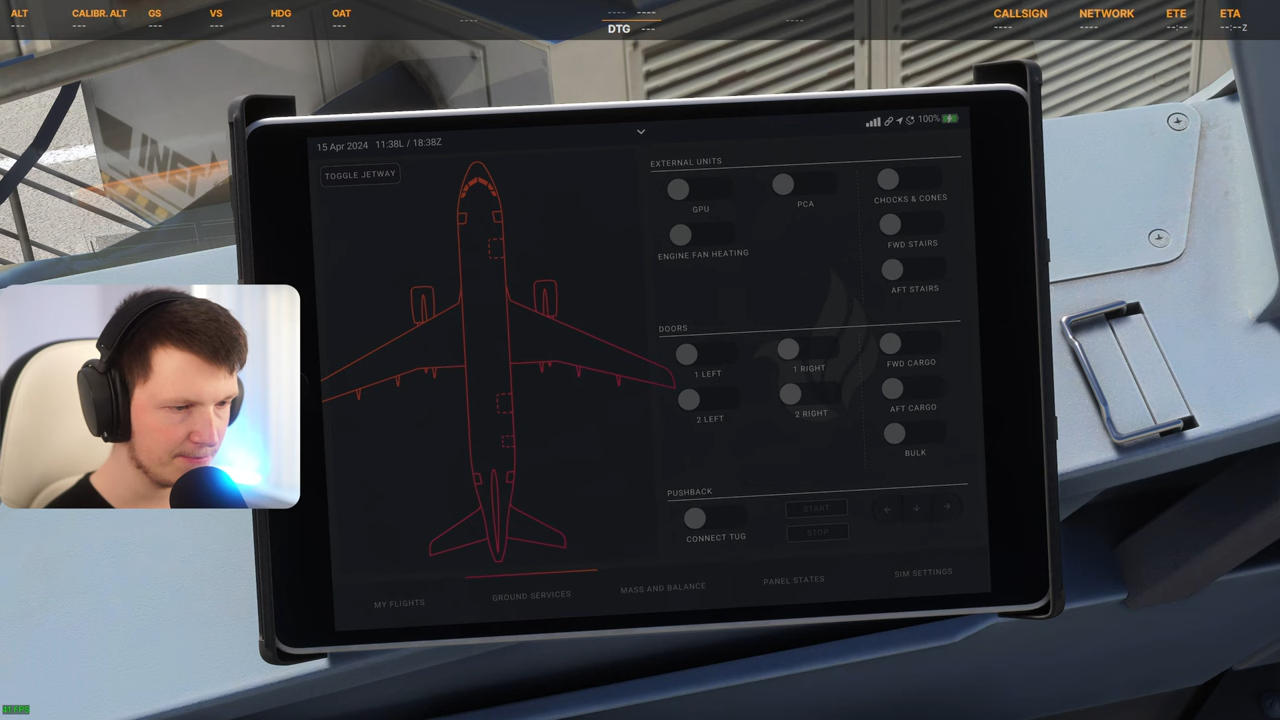 ALT CALIBR. ALT GS VS HDG OAT CALLSIGN NETWORK ETE ETA
--- --- --- --- --- --- ---- ---- ---- ---- ---- ---- --:-- --:--Z
DTG ---
15 Apr 2024 11:38L / 18:38Z
100%
TOGGLE JETWAY
EXTERNAL UNITS
GPU
PCA
CHOCKS & CONES
ENGINE FAN HEATING
FWD STAIRS
AFT STAIRS
DOORS
1 LEFT
1 RIGHT
FWD CARGO
2 LEFT
2 RIGHT
AFT CARGO
BULK
PUSHBACK
CONNECT TUG
START
STOP
MY FLIGHTS
GROUND SERVICES
MASS AND BALANCE
PANEL STATES
SIM SETTINGS